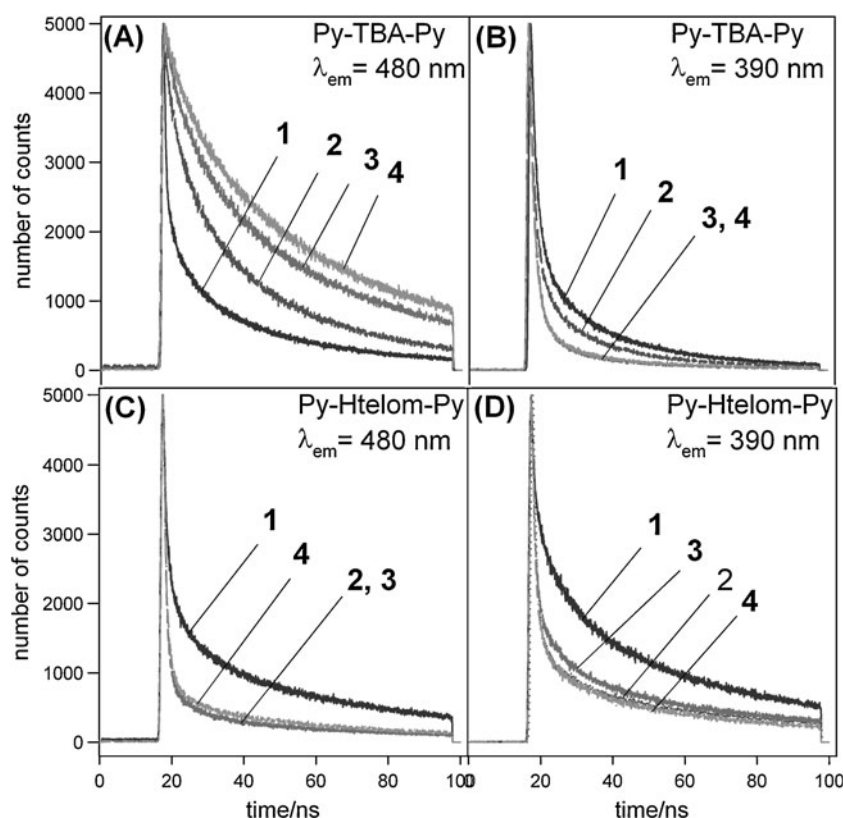 (A)
Py-TBA-Py
λem= 480 nm
1
2
3
4
(B)
Py-TBA-Py
λem= 390 nm
1
2
3, 4
number of counts
5000
4000
3000
2000
1000
0
(C)
Py-Htelom-Py
λem= 480 nm
1
4
2, 3
(D)
Py-Htelom-Py
λem= 390 nm
1
3
2
4
number of counts
5000
4000
3000
2000
1000
0
0 20 40 60 80 100 0 20 40 60 80 100
time/ns time/ns